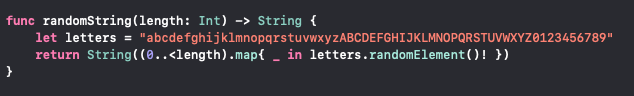 func randomString(length: Int) -> String {
    let letters = "abcdefghijklmnopqrstuvwxyzABCDEFGHIJKLMNOPQRSTUVWXYZ0123456789"
    return String((0..<length).map{ _ in letters.randomElement()! })
}